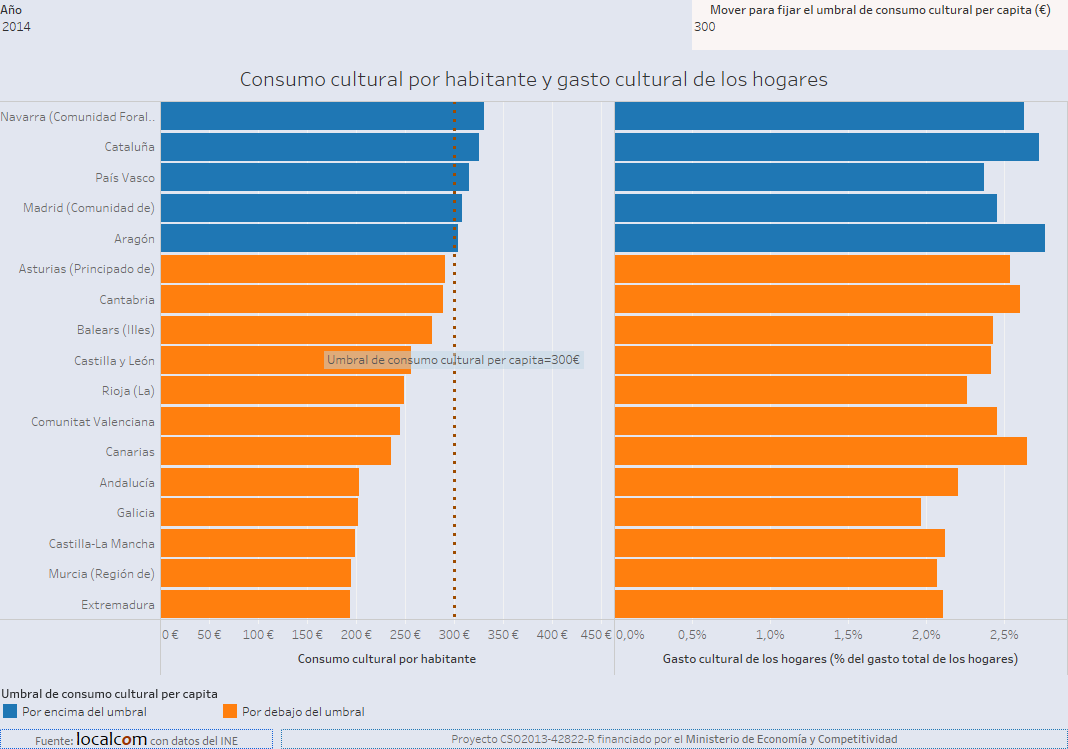 Año
2014
Mover para fijar el umbral de consumo cultural per capita (€)
300
Consumo cultural por habitante y gasto cultural de los hogares
Navarra (Comunidad Foral..
Cataluña
País Vasco
Madrid (Comunidad de)
Aragón
Asturias (Principado de)
Cantabria
Balears (Illes)
Castilla y León
Umbral de consumo cultural per capita=300€
Rioja (La)
Comunitat Valenciana
Canarias
Andalucía
Galicia
Castilla-La Mancha
Murcia (Región de)
Extremadura
0 € 50 € 100 € 150 € 200 € 250 € 300 € 350 € 400 € 450 € 0,0% 0,5% 1,0% 1,5% 2,0% 2,5%
Consumo cultural por habitante
Gasto cultural de los hogares (% del gasto total de los hogares)
Umbral de consumo cultural per capita
Por encima del umbral
Por debajo del umbral
Fuente: localcom con datos del INE
Proyecto CSO2013-42822-R financiado por el Ministerio de Economía y Competitividad